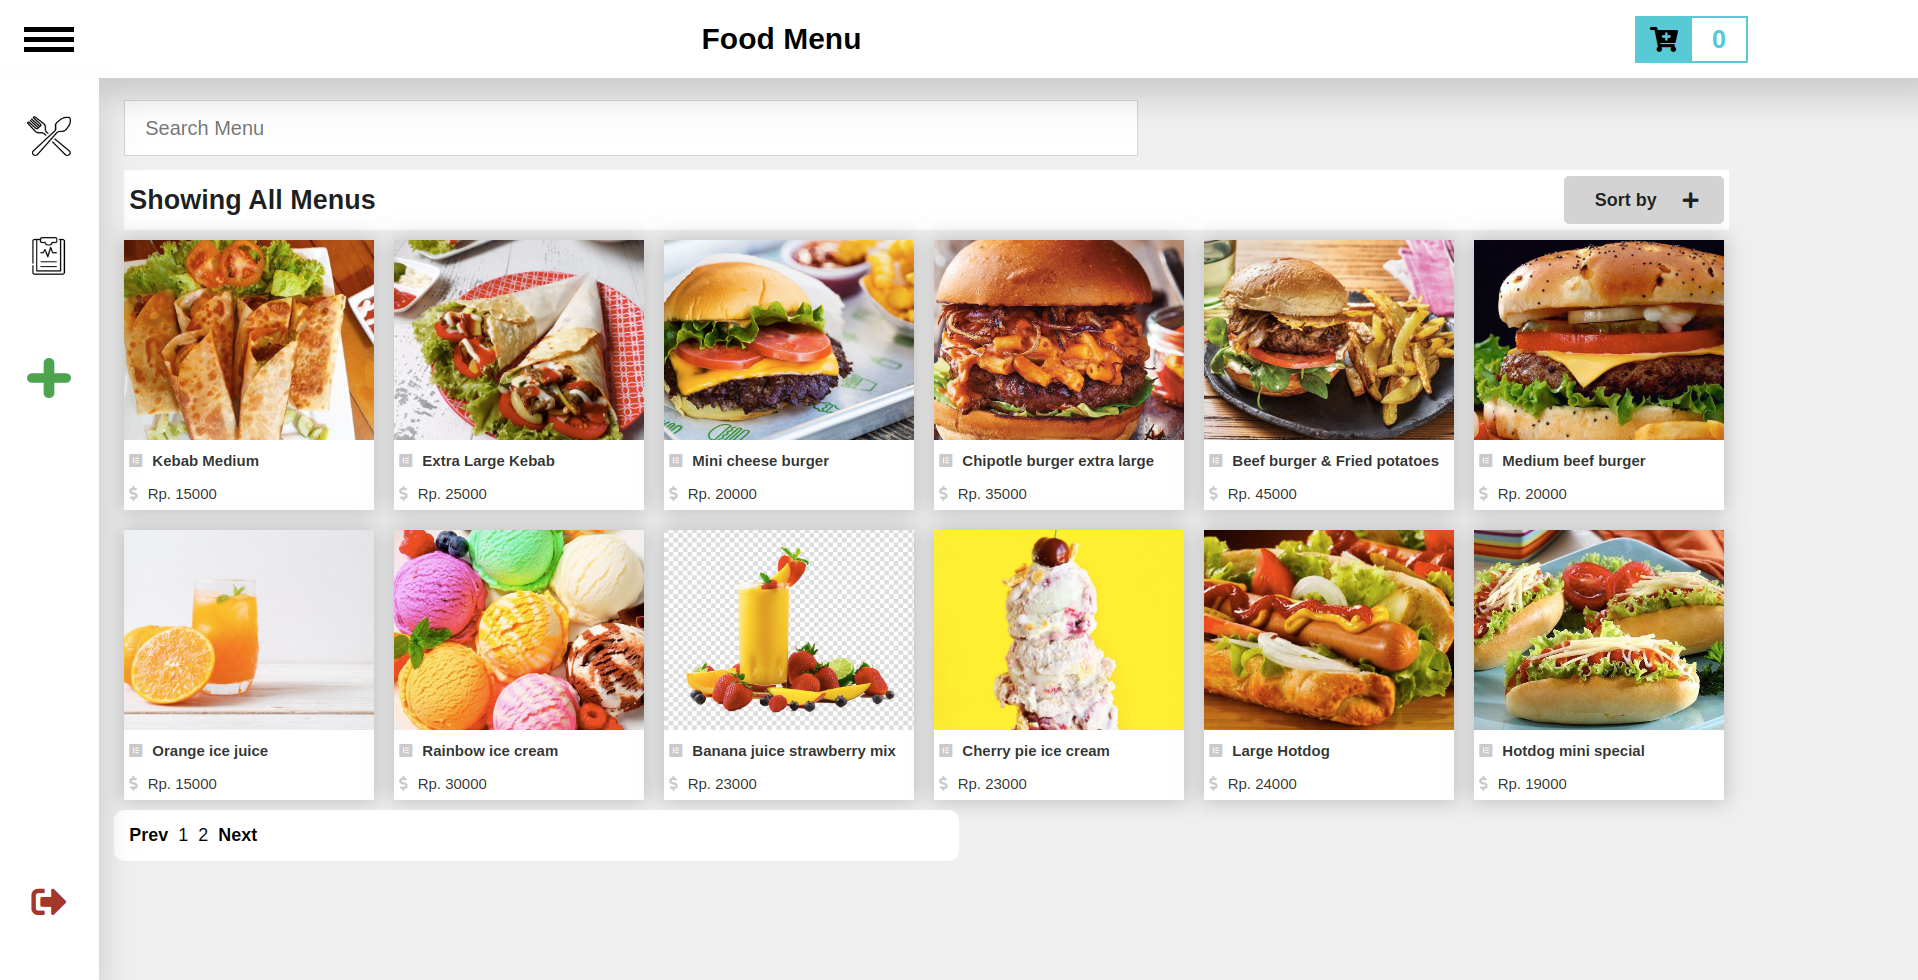 Food Menu
0
Search Menu
Showing All Menus
Sort by
Kebab Medium
Rp. 15000
Extra Large Kebab
Rp. 25000
Mini cheese burger
Rp. 20000
Chipotle burger extra large
Rp. 35000
Beef burger & Fried potatoes
Rp. 45000
Medium beef burger
Rp. 20000
Orange ice juice
Rp. 15000
Rainbow ice cream
Rp. 30000
Banana juice strawberry mix
Rp. 23000
Cherry pie ice cream
Rp. 23000
Large Hotdog
Rp. 24000
Hotdog mini special
Rp. 19000
Prev 1 2 Next